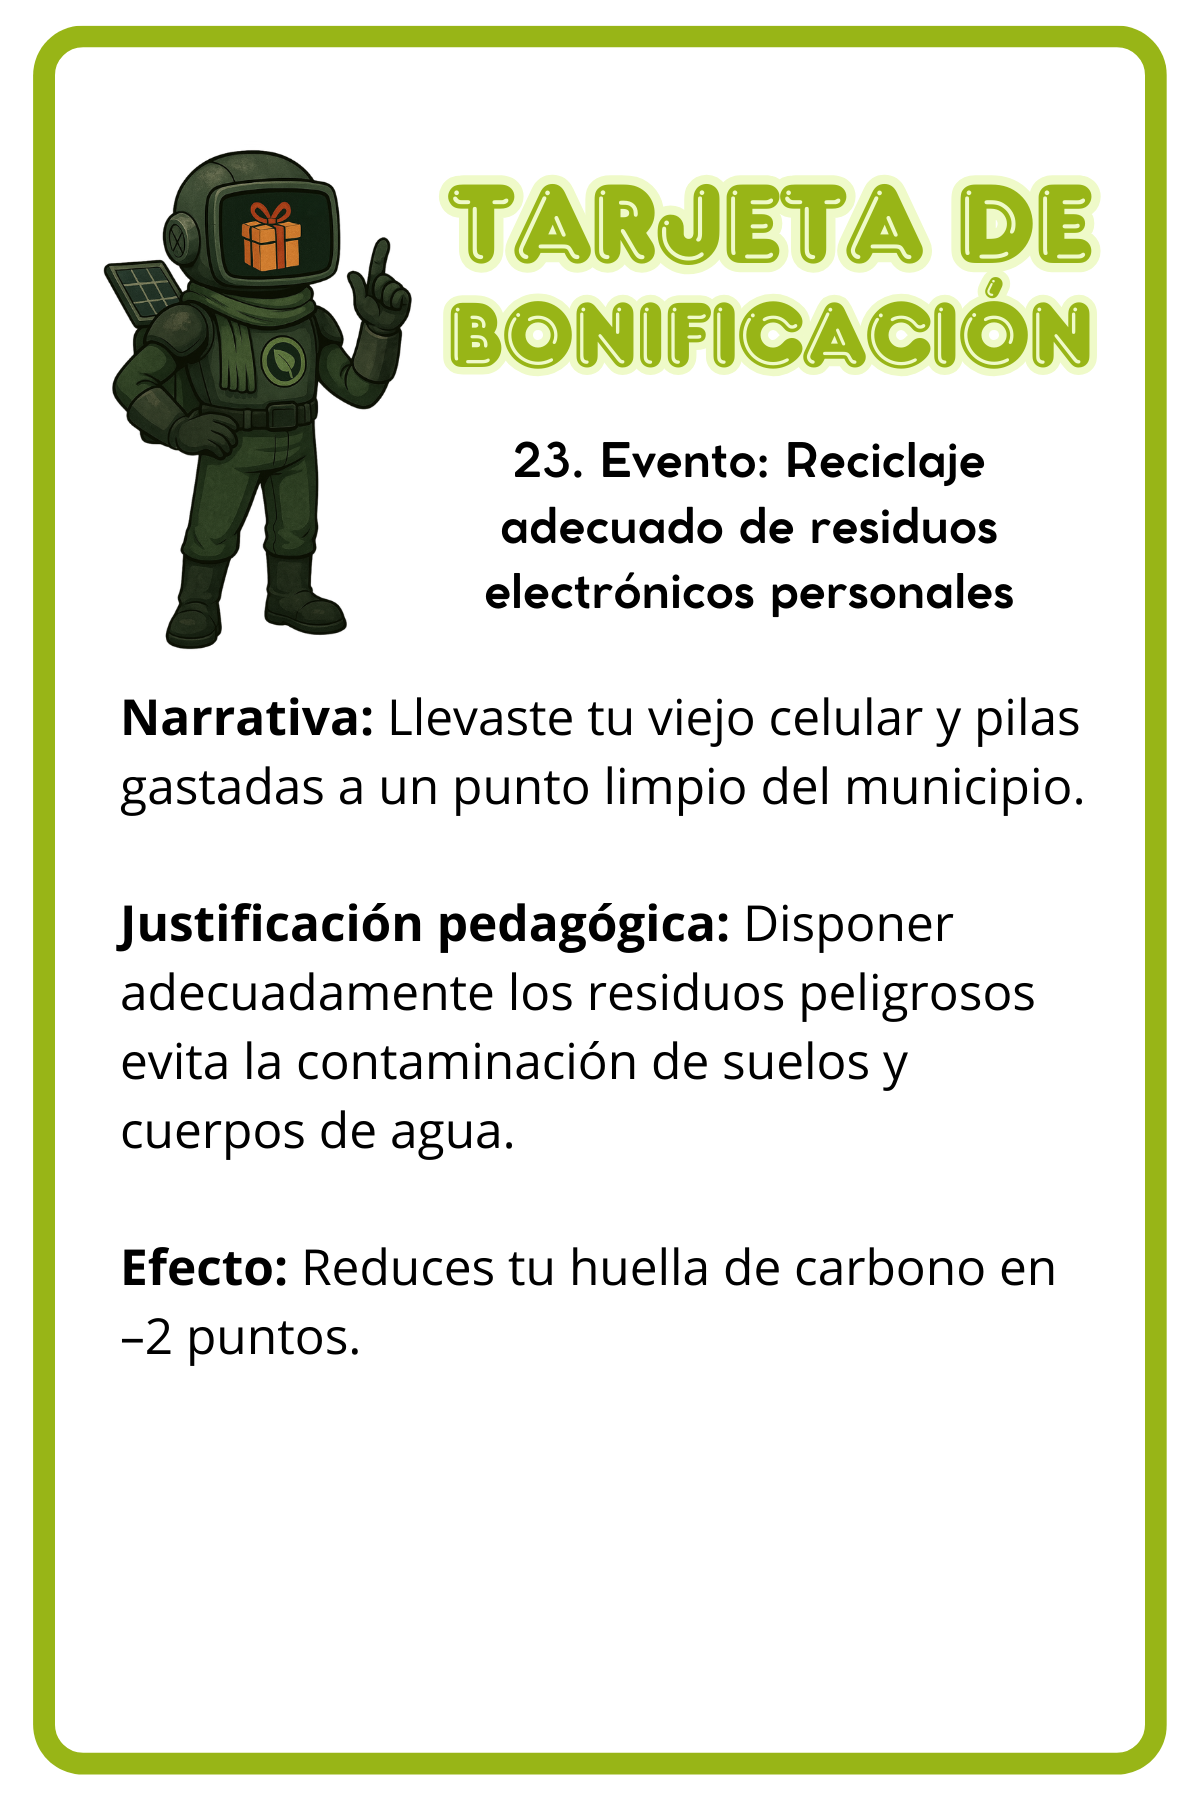 TARJETA DE
BONIFICACIÓN
23. Evento: Reciclaje
adecuado de residuos
electrónicos personales
Narrativa: Llevaste tu viejo celular y pilas
gastadas a un punto limpio del municipio.
Justificación pedagógica: Disponer
adecuadamente los residuos peligrosos
evita la contaminación de suelos y
cuerpos de agua.
Efecto: Reduces tu huella de carbono en
–2 puntos.